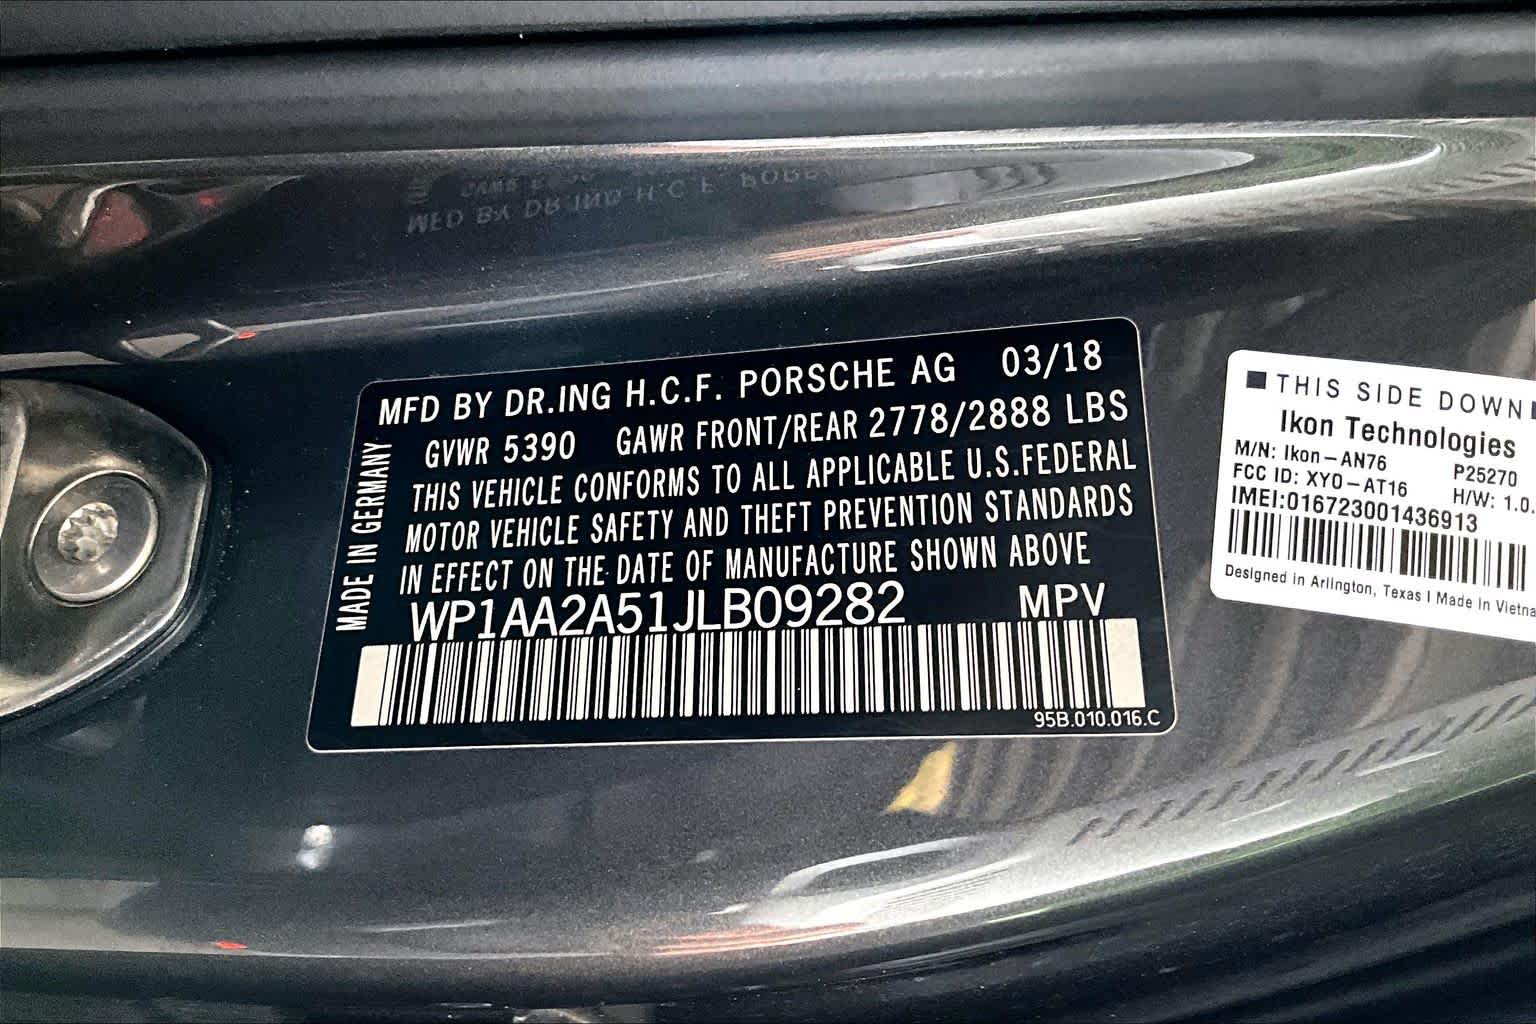 MFD BY DR.ING H.C.F. PORSCHE AG 03/18
GVWR 5390 GAWR FRONT/REAR 2778/2888 LBS
THIS VEHICLE CONFORMS TO ALL APPLICABLE U.S.FEDERAL
MOTOR VEHICLE SAFETY AND THEFT PREVENTION STANDARDS
IN EFFECT ON THE DATE OF MANUFACTURE SHOWN ABOVE
WP1AA2A51JLB09282 MPV
95B.010.016.C
MADE IN GERMANY
THIS SIDE DOWN
Ikon Technologies
M/N: Ikon-AN76 P25270
FCC ID: XYO-AT16 H/W: 1.0.
IMEI:016723001436913
Designed in Arlington, Texas | Made In Vietna